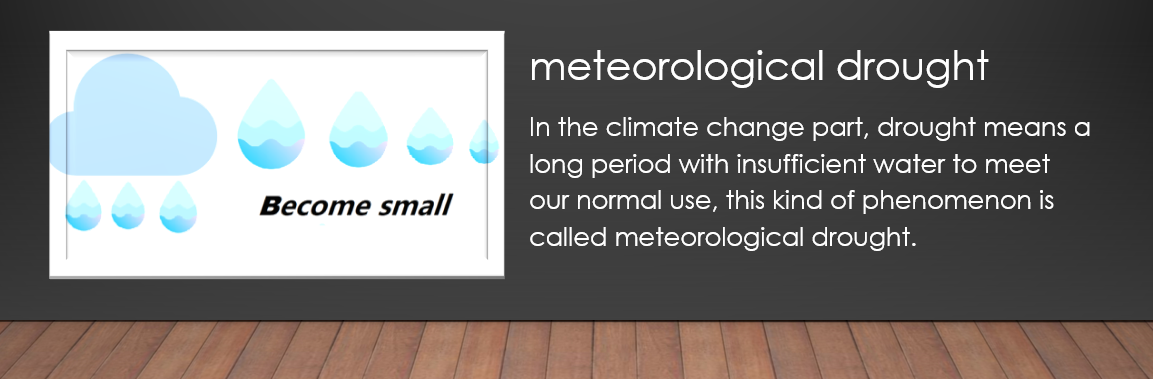 Become small
meteorological drought
In the climate change part, drought means a
long period with insufficient water to meet
our normal use, this kind of phenomenon is
called meteorological drought.